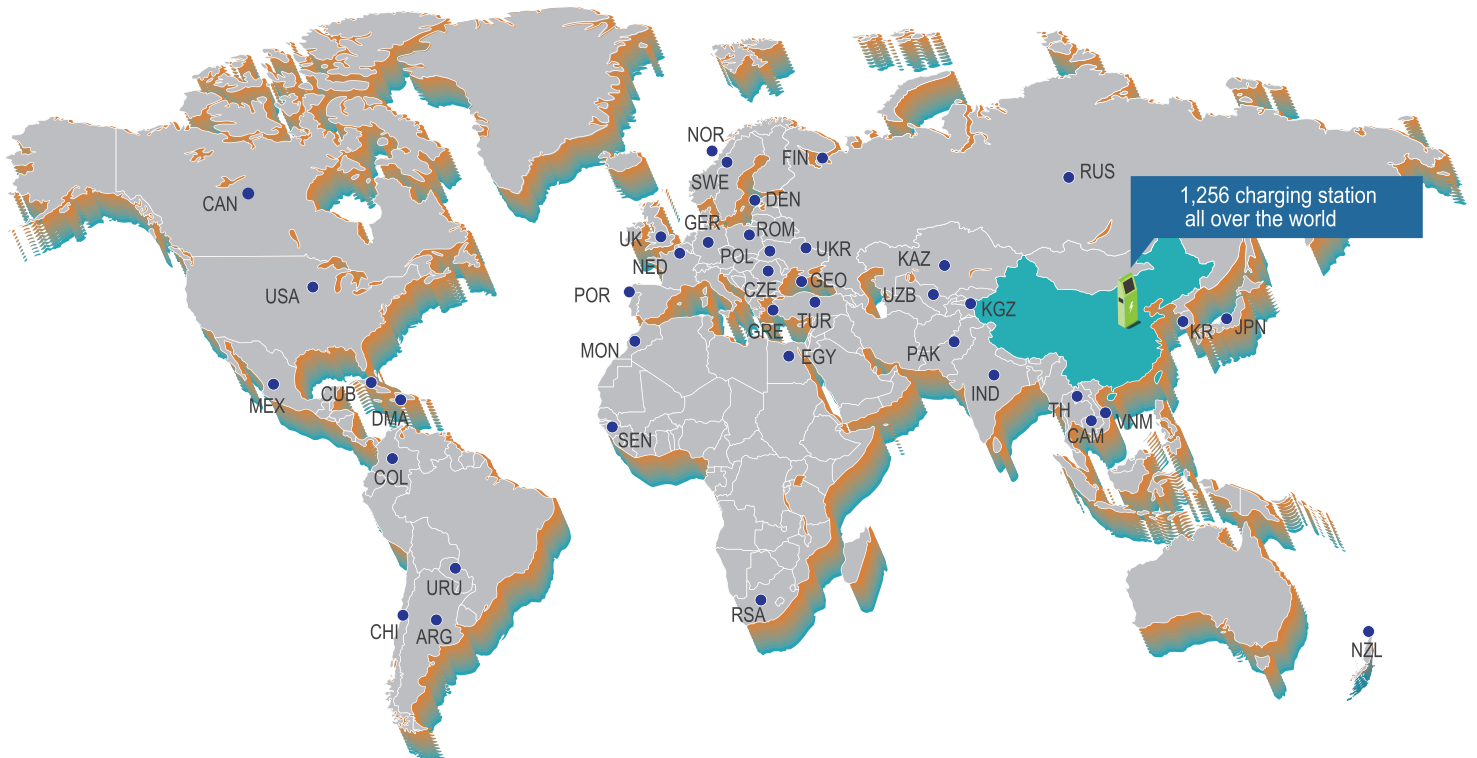 NOR
FIN
SWE
RUS
CAN
DEN
1,256 charging station
all over the world
GER
ROM
UK
UKR
POL
NED
KAZ
CZE
GEO
USA
POR
UZB
KGZ
GRE
TUR
KR
JPN
MON
EGY
PAK
CUB
IND
MEX
DMA
TH
VNM
CAM
SEN
COL
URU
RSA
CHI
ARG
NZL